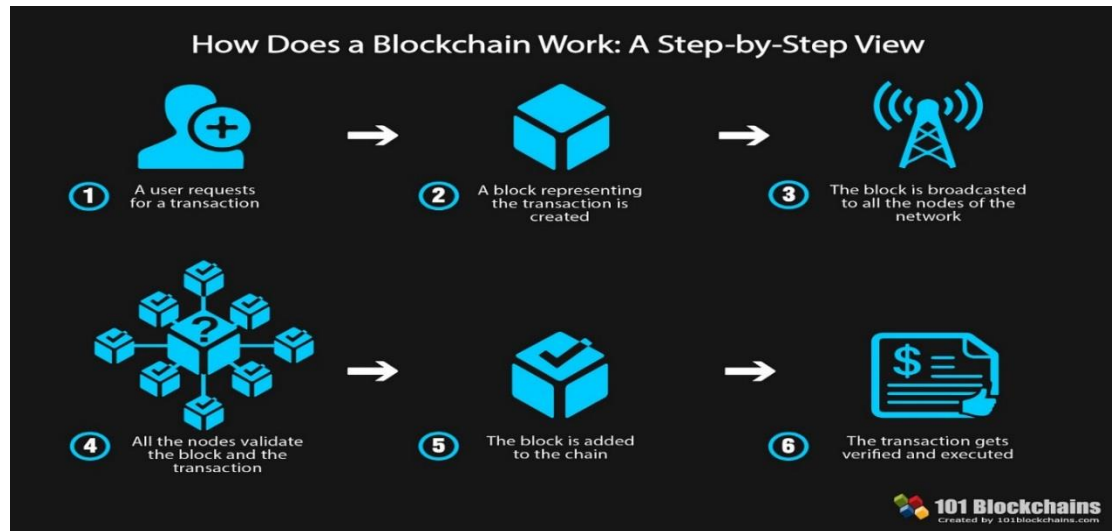 How Does a Blockchain Work: A Step-by-Step View
1
A user requests
for a transaction
2
A block representing
the transaction is
created
3
The block is broadcasted
to all the nodes of the
network
?
4
All the nodes validate
the block and the
transaction
5
The block is added
to the chain
$
6
The transaction gets
verified and executed
101 Blockchains
Created by 101blockchains.com